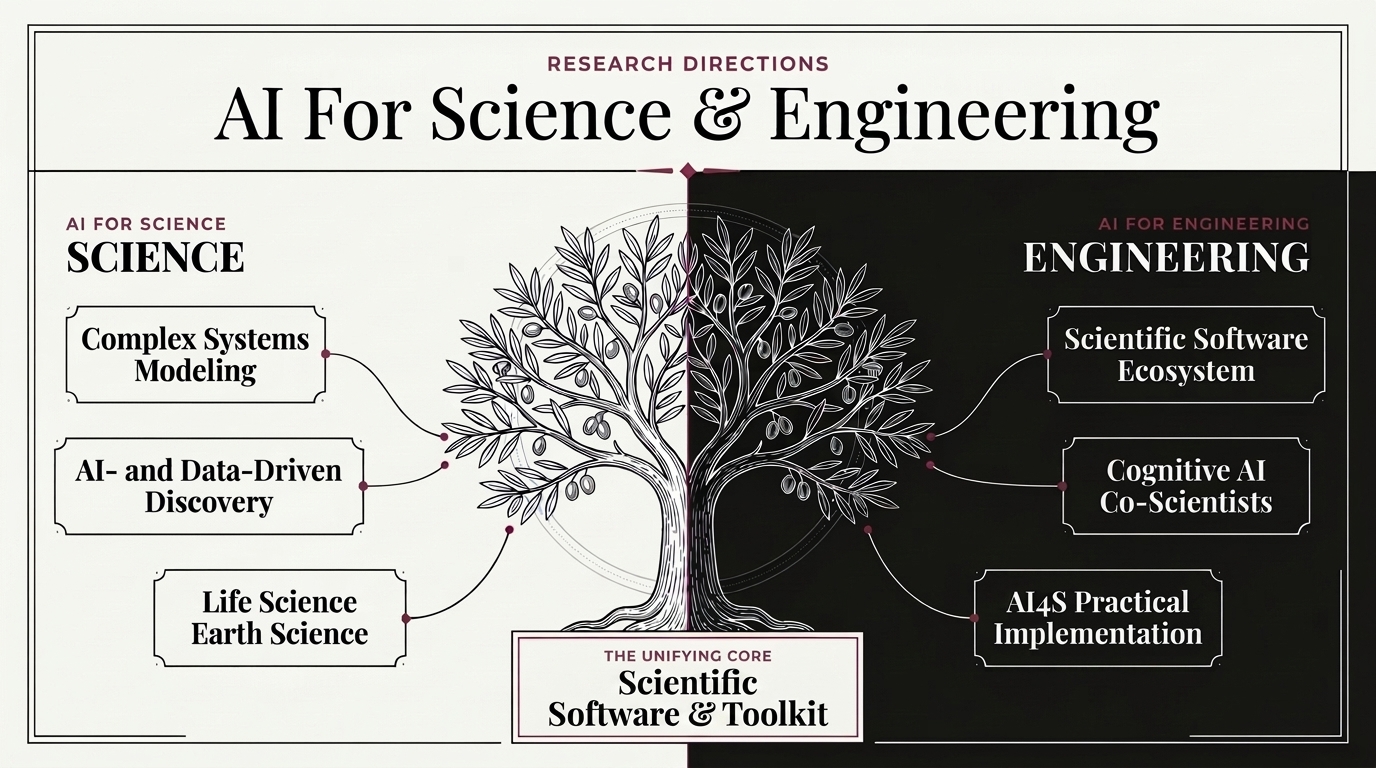 RESEARCH DIRECTIONS
AI For Science & Engineering
AI FOR SCIENCE
SCIENCE
Complex Systems
Modeling
AI- and Data-Driven
Discovery
Life Science
Earth Science
AI FOR ENGINEERING
ENGINEERING
Scientific Software
Ecosystem
Cognitive AI
Co-Scientists
AI4S Practical
Implementation
THE UNIFYING CORE
Scientific
Software & Toolkit